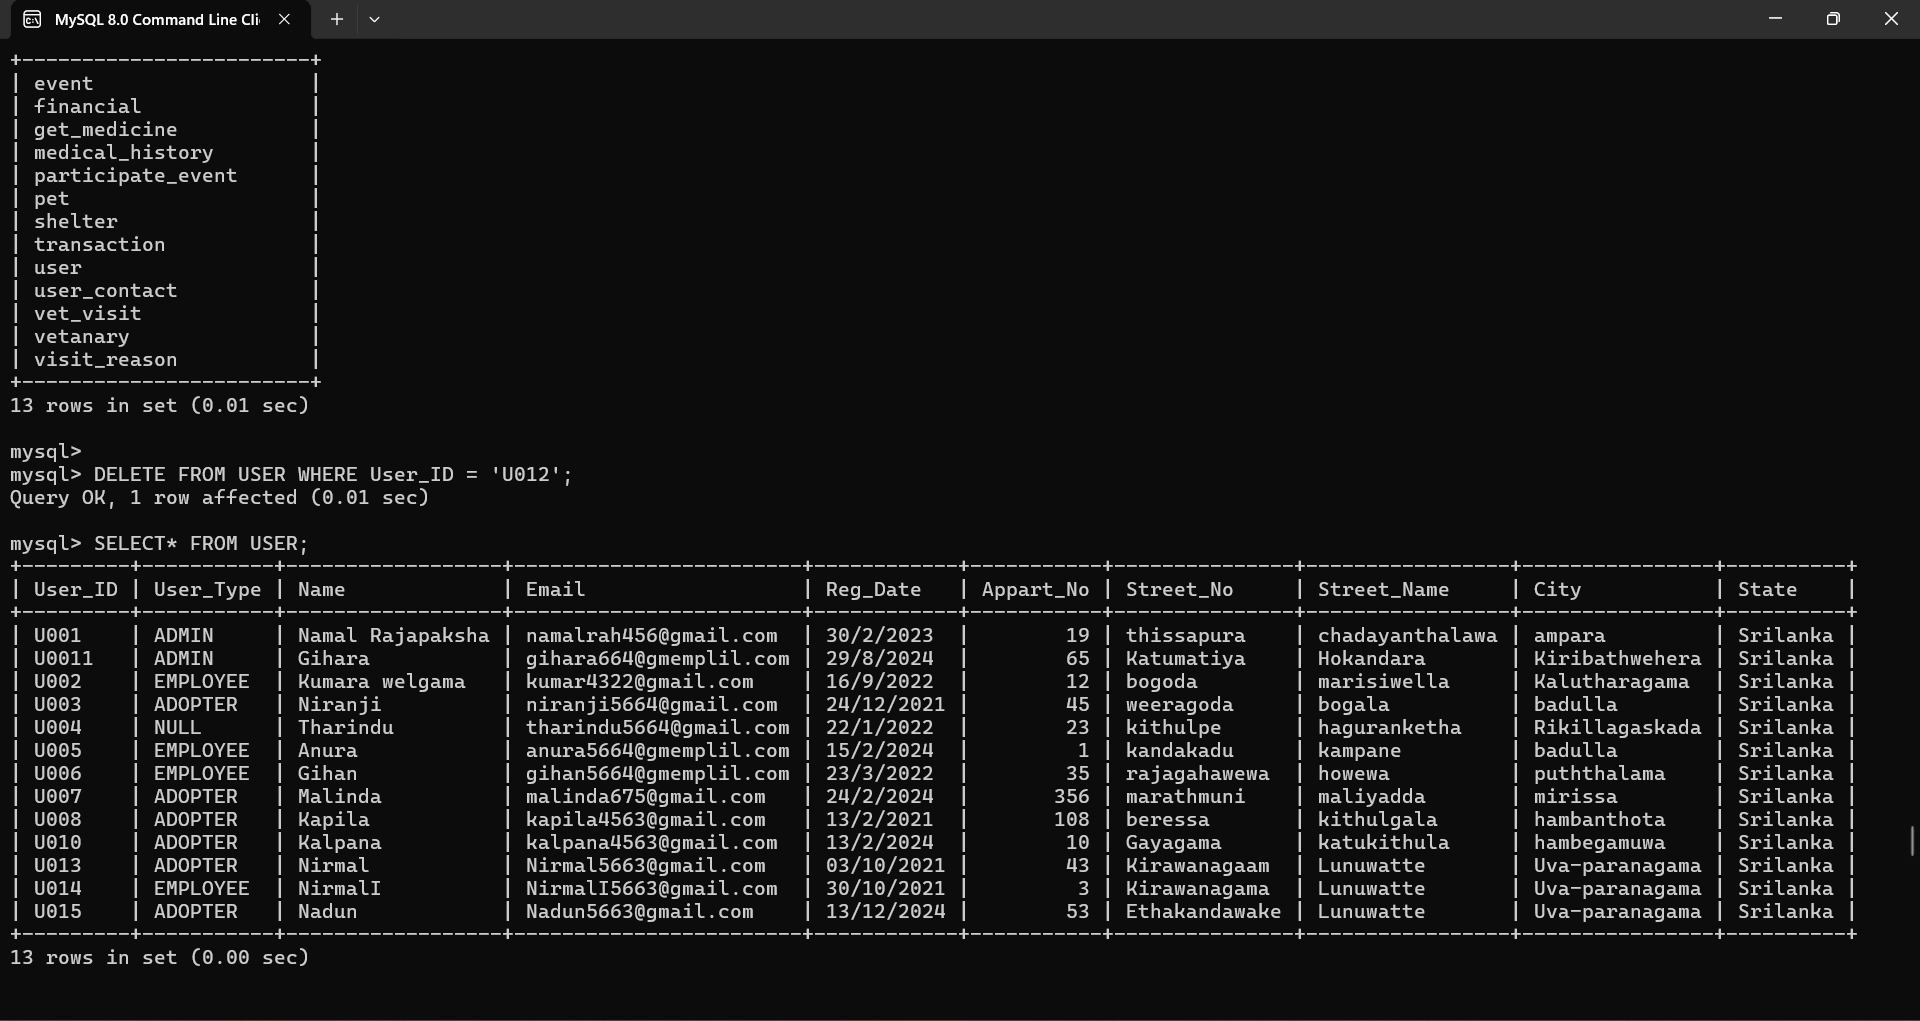 MySQL 8.0 Command Line Cli
+------------------------+
| event                  |
| financial              |
| get_medicine           |
| medical_history        |
| participate_event      |
| pet                    |
| shelter                |
| transaction            |
| user                   |
| user_contact           |
| vet_visit              |
| vetanary               |
| visit_reason           |
+------------------------+
13 rows in set (0.01 sec)
mysql>
mysql> DELETE FROM USER WHERE User_ID = 'U012';
Query OK, 1 row affected (0.01 sec)
mysql> SELECT* FROM USER;
+---------+-----------+------------------+------------------------+------------+-----------+---------------+-----------------+----------------+----------+
| User_ID | User_Type | Name             | Email                  | Reg_Date   | Appart_No | Street_No     | Street_Name     | City           | State    |
+---------+-----------+------------------+------------------------+------------+-----------+---------------+-----------------+----------------+----------+
| U001    | ADMIN     | Namal Rajapaksha | namalrah456@gmail.com  | 30/2/2023  |        19 | thissapura    | chadayanthalawa | ampara         | Srilanka |
| U0011   | ADMIN     | Gihara           | gihara664@gmemplil.com | 29/8/2024  |        65 | Katumatiya    | Hokandara       | Kiribathwehera | Srilanka |
| U002    | EMPLOYEE  | Kumara welgama   | kumar4322@gmail.com    | 16/9/2022  |        12 | bogoda        | marisiwella     | Kalutharagama  | Srilanka |
| U003    | ADOPTER   | Niranji          | niranji5664@gmail.com  | 24/12/2021 |        45 | weeragoda     | bogala          | badulla        | Srilanka |
| U004    | NULL      | Tharindu         | tharindu5664@gmail.com | 22/1/2022  |        23 | kithulpe      | haguranketha    | Rikillagaskada | Srilanka |
| U005    | EMPLOYEE  | Anura            | anura5664@gmemplil.com | 15/2/2024  |         1 | kandakadu     | kampane         | badulla        | Srilanka |
| U006    | EMPLOYEE  | Gihan            | gihan5664@gmemplil.com | 23/3/2022  |        35 | rajagahawewa  | howewa          | puththalama    | Srilanka |
| U007    | ADOPTER   | Malinda          | malinda675@gmail.com   | 24/2/2024  |       356 | marathmuni    | maliyadda       | mirissa        | Srilanka |
| U008    | ADOPTER   | Kapila           | kapila4563@gmail.com   | 13/2/2021  |       108 | beressa       | kithulgala      | hambanthota    | Srilanka |
| U010    | ADOPTER   | Kalpana          | kalpana4563@gmail.com  | 13/2/2024  |        10 | Gayagama      | katukithula     | hambegamuwa    | Srilanka |
| U013    | ADOPTER   | Nirmal           | Nirmal5663@gmail.com   | 03/10/2021 |        43 | Kirawanagaam  | Lunuwatte       | Uva-paranagama | Srilanka |
| U014    | EMPLOYEE  | NirmalI          | NirmalI5663@gmail.com  | 30/10/2021 |         3 | Kirawanagama  | Lunuwatte       | Uva-paranagama | Srilanka |
| U015    | ADOPTER   | Nadun            | Nadun5663@gmail.com    | 13/12/2024 |        53 | Ethakandawake | Lunuwatte       | Uva-paranagama | Srilanka |
+---------+-----------+------------------+------------------------+------------+-----------+---------------+-----------------+----------------+----------+
13 rows in set (0.00 sec)